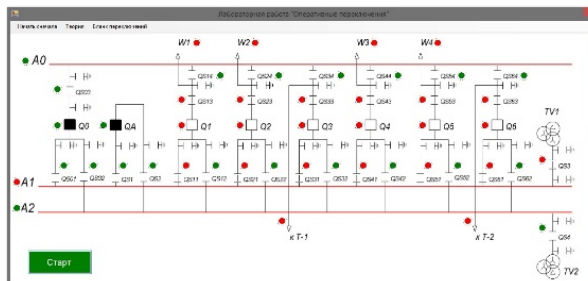 Лабораторная работа "Оперативные переключения"
Начать сначала Теория Бланк переключений
W1 W2 W3 W4
A0
QS14 QS24 QS34 QS44 QS54 QS64
QS03
QS13 QS23 QS33 QS43 QS53 QS63
TV1
Q0 QA Q1 Q2 Q3 Q4 Q5 Q6
QS3
QS01 QS02 QS1 QS2 QS11 QS12 QS21 QS22 QS31 QS32 QS41 QS42 QS51 QS52 QS61 QS62
A1
A2
к Т-1 к Т-2
QS4
Старт
TV2